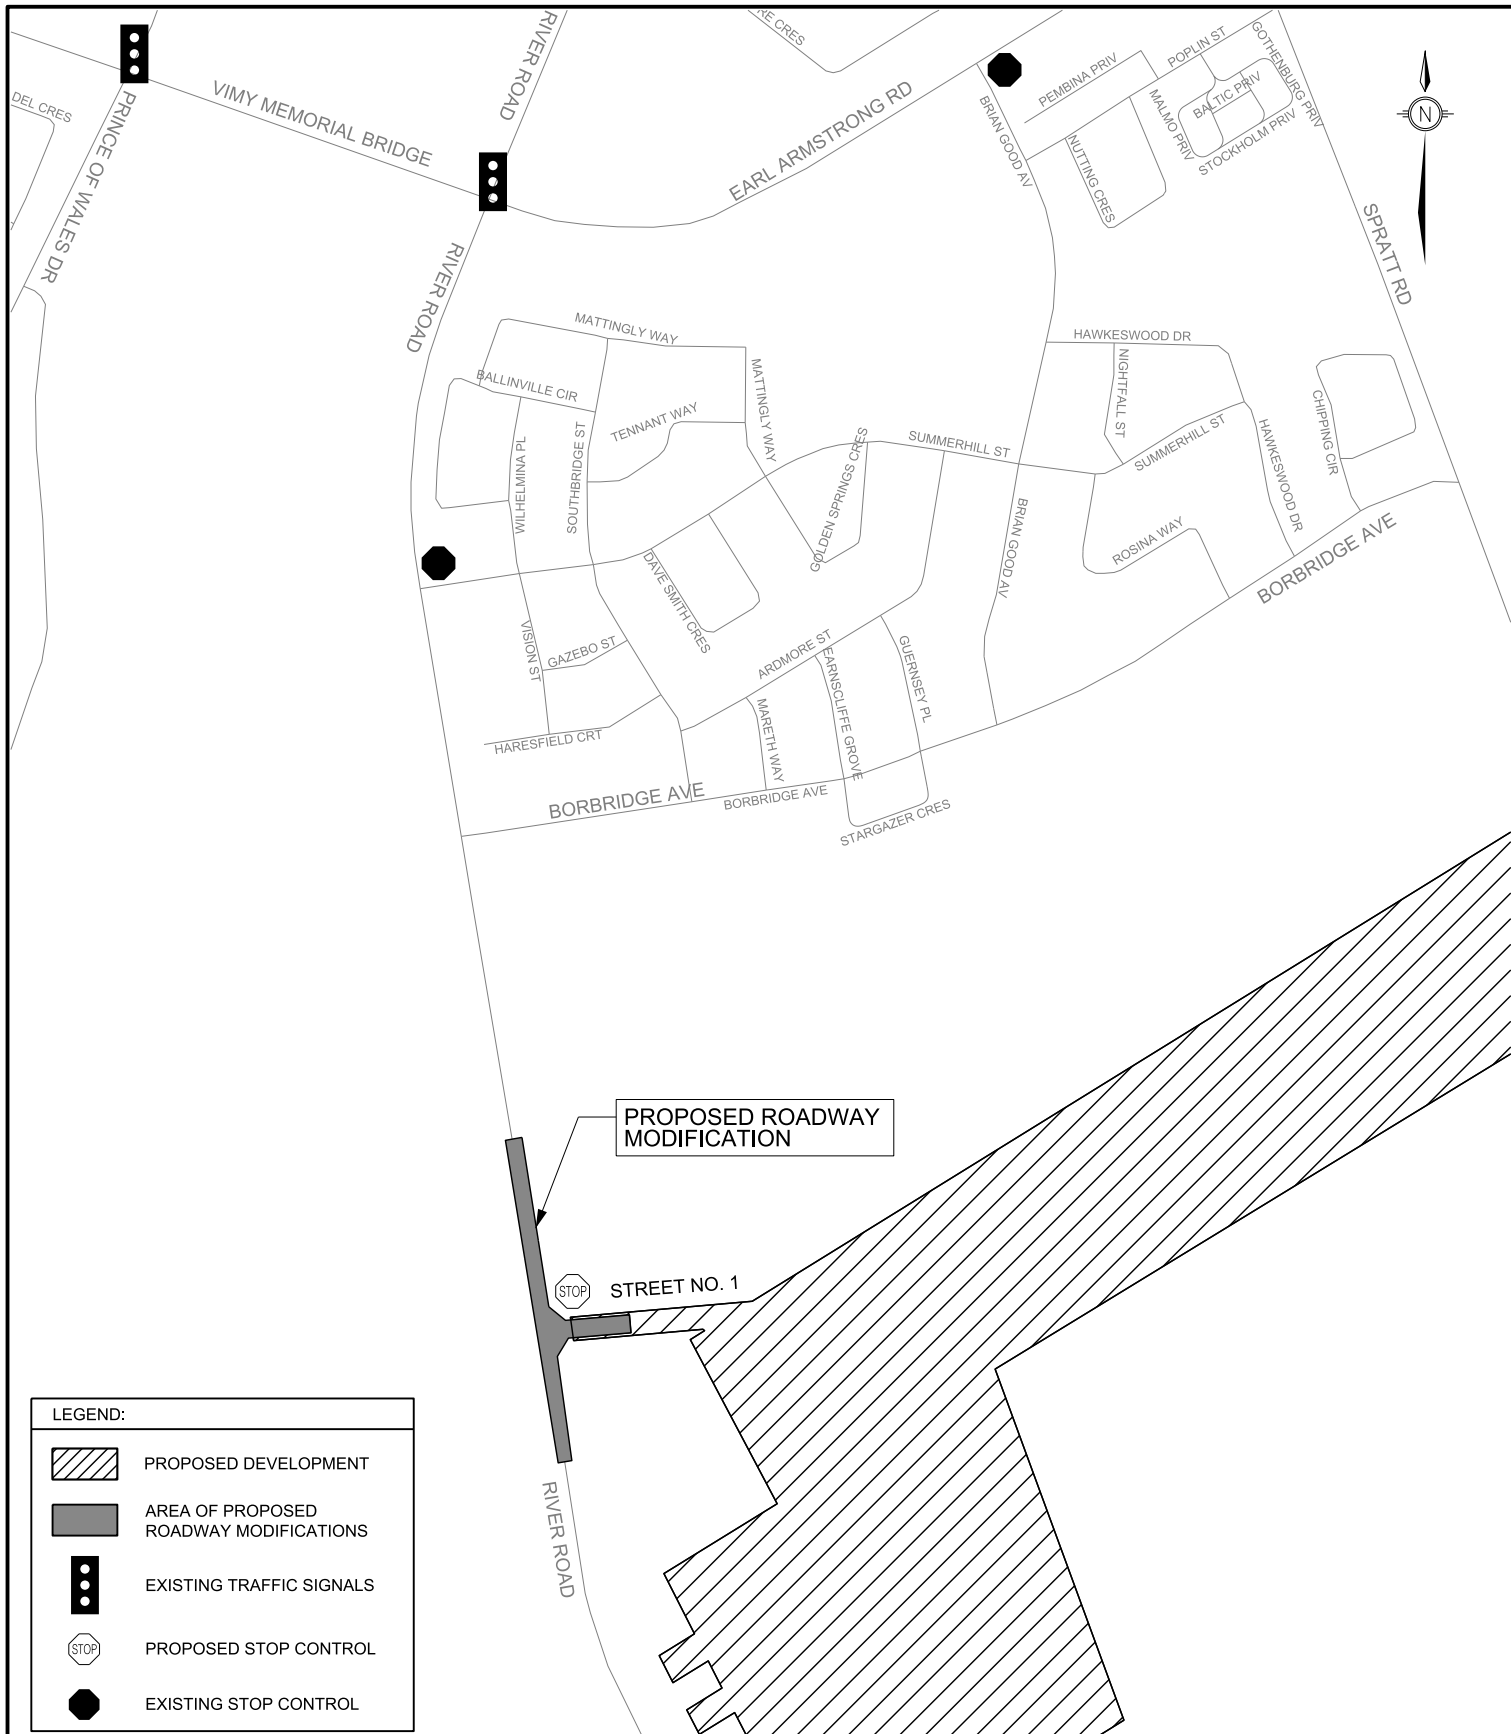 RE CRES
RIVER ROAD
DEL CRES
PRINCE OF WALES DR
VIMY MEMORIAL BRIDGE
EARL ARMSTRONG RD
BRIAN GOOD AV
PEMBINA PRIV
POPLIN ST
GOTHENBURG PRIV
MALMO PRIV
BALTIC PRIV
STOCKHOLM PRIV
NUTTING CRES
N
SPRATT RD
RIVER ROAD
MATTINGLY WAY
MATTINGLY WAY
BALLINVILLE CIR
TENNANT WAY
WILHELMINA PL
SOUTHBRIDGE ST
GOLDEN SPRINGS CRES
SUMMERHILL ST
HAWKESWOOD DR
NIGHTFALL ST
SUMMERHILL ST
HAWKESWOOD DR
CHIPPING CIR
BRIAN GOOD AV
ROSINA WAY
BORBRIDGE AVE
DAVE SMITH CRES
VISION ST
GAZEBO ST
ARDMORE ST
EARNSCLIFFE GROVE
GUERNSEY PL
MARETH WAY
HARESFIELD CRT
BORBRIDGE AVE
BORBRIDGE AVE
STARGAZER CRES
PROPOSED ROADWAY
MODIFICATION
STOP
STREET NO. 1
RIVER ROAD
LEGEND:
PROPOSED DEVELOPMENT
AREA OF PROPOSED
ROADWAY MODIFICATIONS
EXISTING TRAFFIC SIGNALS
STOP
PROPOSED STOP CONTROL
EXISTING STOP CONTROL